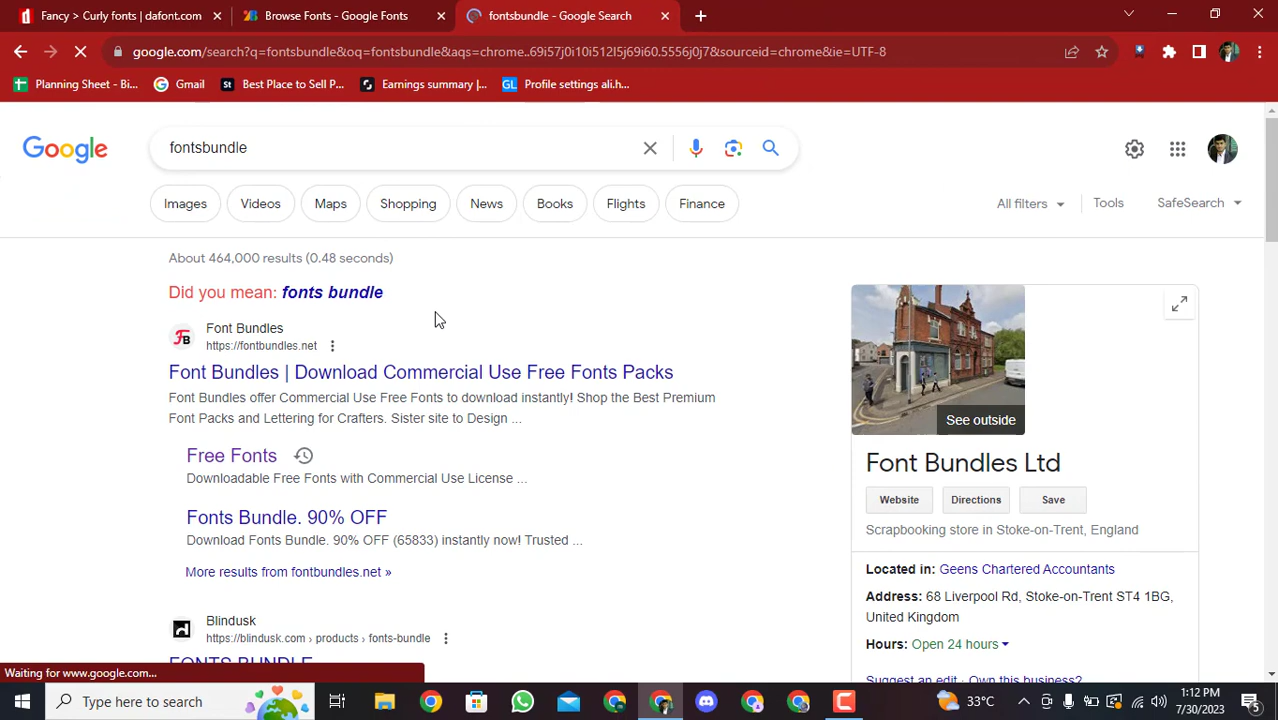 Fancy > Curly fonts | dafont.com
Browse Fonts - Google Fonts
fontsbundle - Google Search
google.com/search?q=fontsbundle&oq=fontsbundle&aqs=chrome..69i57j0i10i512l5j69i60.5556j0j7&sourceid=chrome&ie=UTF-8
Planning Sheet - Bi...
Gmail
Best Place to Sell P...
Earnings summary |...
Profile settings ali.h...
Google
fontsbundle
Images
Videos
Maps
Shopping
News
Books
Flights
Finance
All filters
Tools
SafeSearch
About 464,000 results (0.48 seconds)
Did you mean: fonts bundle
Font Bundles
https://fontbundles.net
Font Bundles | Download Commercial Use Free Fonts Packs
Font Bundles offer Commercial Use Free Fonts to download instantly! Shop the Best Premium
Font Packs and Lettering for Crafters. Sister site to Design ...
Free Fonts
Downloadable Free Fonts with Commercial Use License ...
Fonts Bundle. 90% OFF
Download Fonts Bundle. 90% OFF (65833) instantly now! Trusted ...
More results from fontbundles.net »
Blindusk
https://blindusk.com › products › fonts-bundle
FONTS BUNDLE
See outside
Font Bundles Ltd
Website
Directions
Save
Scrapbooking store in Stoke-on-Trent, England
Located in: Geens Chartered Accountants
Address: 68 Liverpool Rd, Stoke-on-Trent ST4 1BG,
United Kingdom
Hours: Open 24 hours
Suggest an edit · Own this business?
Waiting for www.google.com...
Type here to search
33°C
1:12 PM
7/30/2023
5